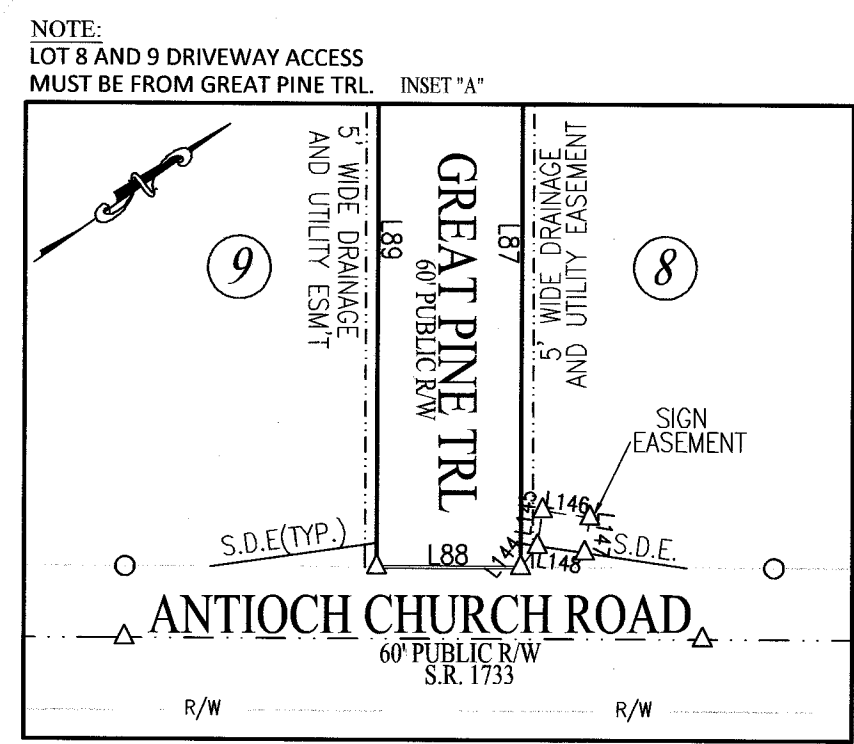 NOTE:
LOT 8 AND 9 DRIVEWAY ACCESS
MUST BE FROM GREAT PINE TRL.
INSET "A"
5' WIDE DRAINAGE
AND UTILITY ESM'T
9
L89
GREAT PINE TRL
60' PUBLIC R/W
L87
5' WIDE DRAINAGE
AND UTILITY EASEMENT
8
SIGN
EASEMENT
L145
L146
L147
S.D.E(TYP.)
L88
L144
L148
S.D.E.
ANTIOCH CHURCH ROAD
60' PUBLIC R/W
S.R. 1733
R/W
R/W